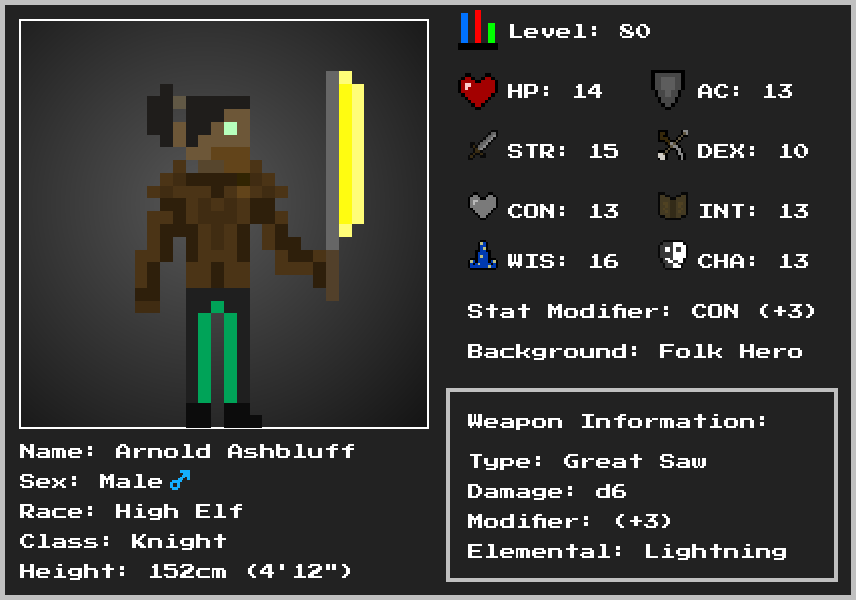 Level: 80
HP: 14 AC: 13
STR: 15 DEX: 10
CON: 13 INT: 13
WIS: 16 CHA: 13
Stat Modifier: CON (+3)
Background: Folk Hero
Weapon Information:
Type: Great Saw
Damage: d6
Modifier: (+3)
Elemental: Lightning
Name: Arnold Ashbluff
Sex: Male ♂
Race: High Elf
Class: Knight
Height: 152cm (4'12")